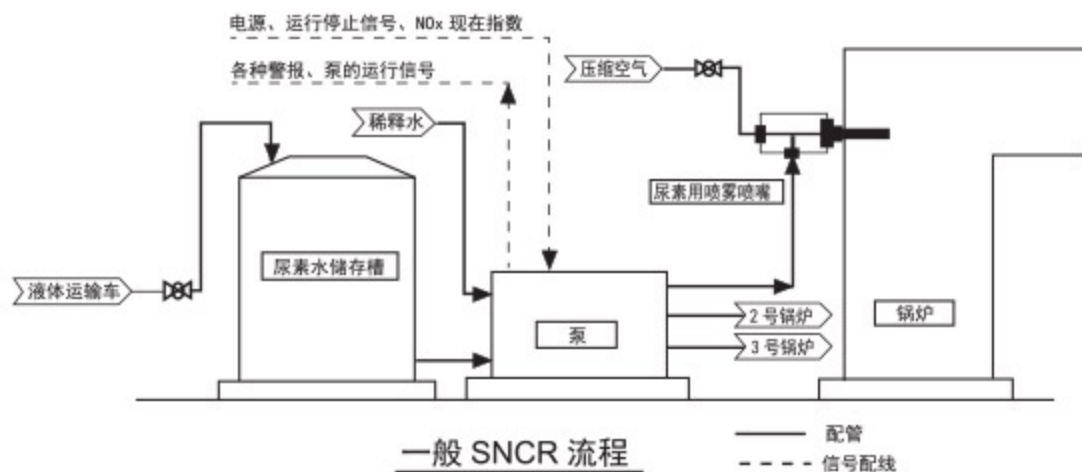 电源、运行停止信号、NOx 现在指数
各种警报、泵的运行信号
压缩空气
稀释水
尿素用喷雾喷嘴
尿素水储存槽
液体运输车
泵
2 号锅炉
3 号锅炉
锅炉
一般 SNCR 流程
配管
信号配线